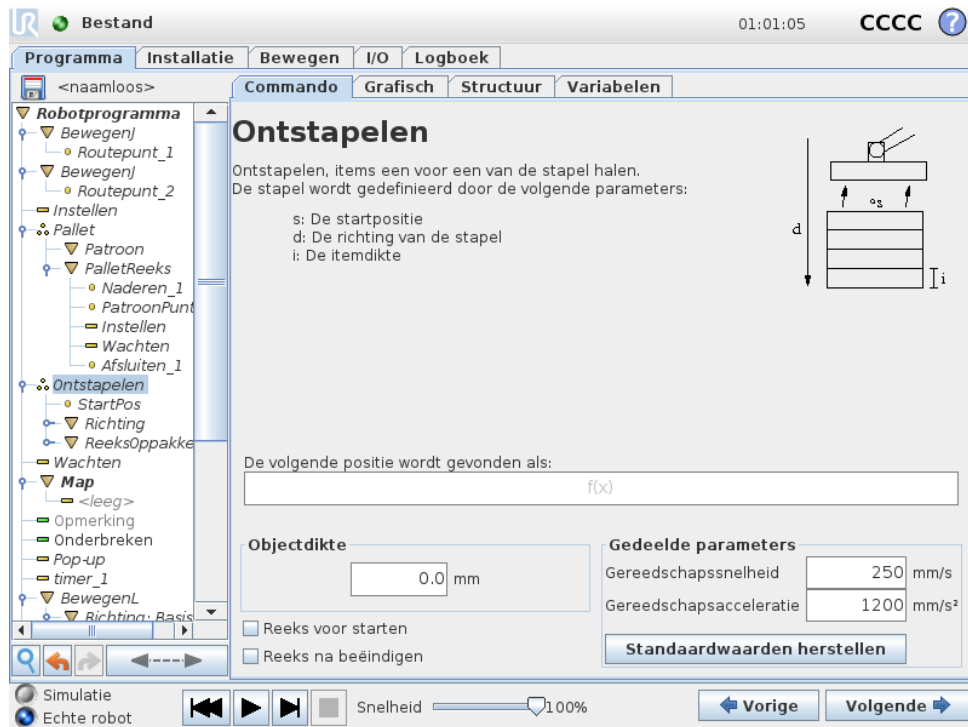 UR Bestand 01:01:05 CCCC ?
Programma Installatie Bewegen I/O Logboek
<naamloos>
Commando Grafisch Structuur Variabelen
Robotprogramma
BewegenJ
Routepunt_1
BewegenJ
Routepunt_2
Instellen
Pallet
Patroon
PalletReeks
Naderen_1
PatroonPunt
Instellen
Wachten
Afsluiten_1
Ontstapelen
StartPos
Richting
ReeksOppakke
Wachten
Map
<leeg>
Opmerking
Onderbreken
Pop-up
timer_1
BewegenL
Richting: Basis
Ontstapelen
Ontstapelen, items een voor een van de stapel halen.
De stapel wordt gedefinieerd door de volgende parameters:
s: De startpositie
d: De richting van de stapel
i: De itemdikte
d
s
i
De volgende positie wordt gevonden als:
f(x)
Objectdikte
0.0 mm
Reeks voor starten
Reeks na beëindigen
Gedeelde parameters
Gereedschapssnelheid 250 mm/s
Gereedschapsacceleratie 1200 mm/s²
Standaardwaarden herstellen
Simulatie
Echte robot
Snelheid 100%
Vorige Volgende